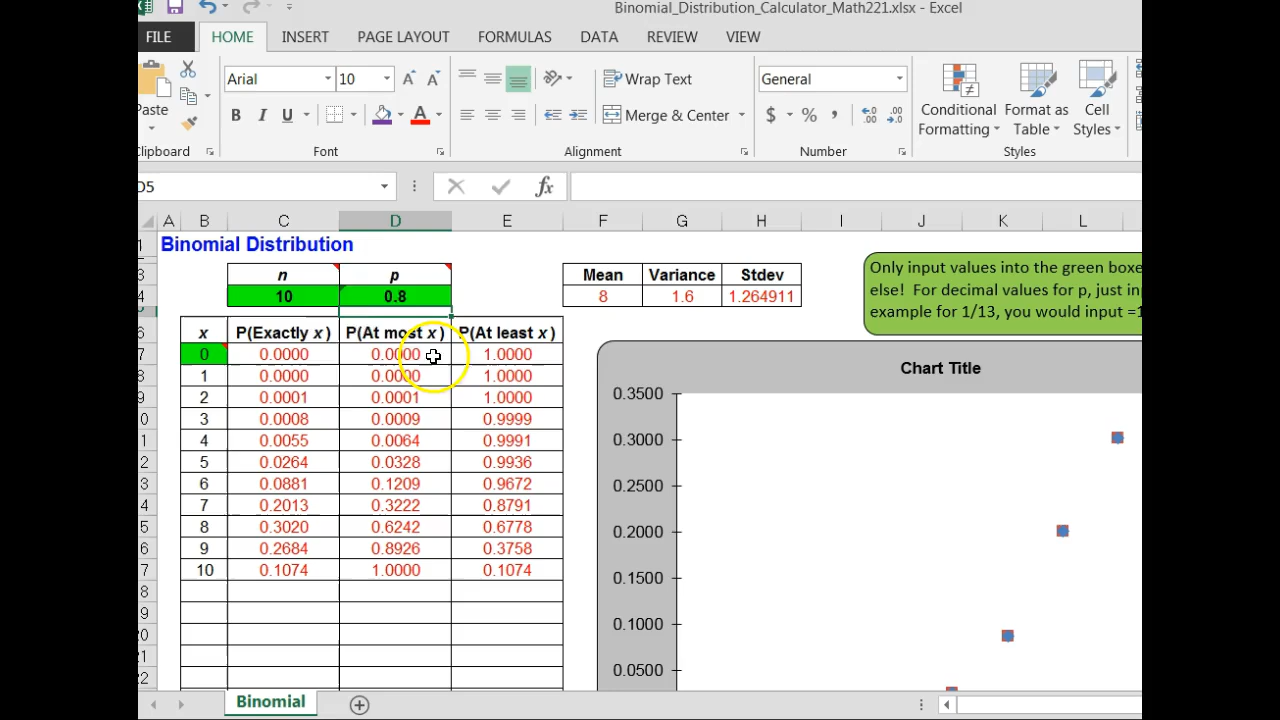 Binomial_Distribution_Calculator_Math221.xlsx - Excel
FILE HOME INSERT PAGE LAYOUT FORMULAS DATA REVIEW VIEW
Arial 10 Wrap Text General
Paste B I U A Merge & Center $ % , Conditional Formatting Format as Table Cell Styles
Clipboard Font Alignment Number Styles
D5 fx
A B C D E F G H I J K L
Binomial Distribution
n p Mean Variance Stdev
10 0.8 8 1.6 1.264911
Only input values into the green boxe
else! For decimal values for p, just in
example for 1/13, you would input =1
x P(Exactly x ) P(At most x ) P(At least x )
0 0.0000 0.0000 1.0000
1 0.0000 0.0000 1.0000
2 0.0001 0.0001 1.0000
3 0.0008 0.0009 0.9999
4 0.0055 0.0064 0.9991
5 0.0264 0.0328 0.9936
6 0.0881 0.1209 0.9672
7 0.2013 0.3222 0.8791
8 0.3020 0.6242 0.6778
9 0.2684 0.8926 0.3758
10 0.1074 1.0000 0.1074
Chart Title
0.3500
0.3000
0.2500
0.2000
0.1500
0.1000
0.0500
Binomial